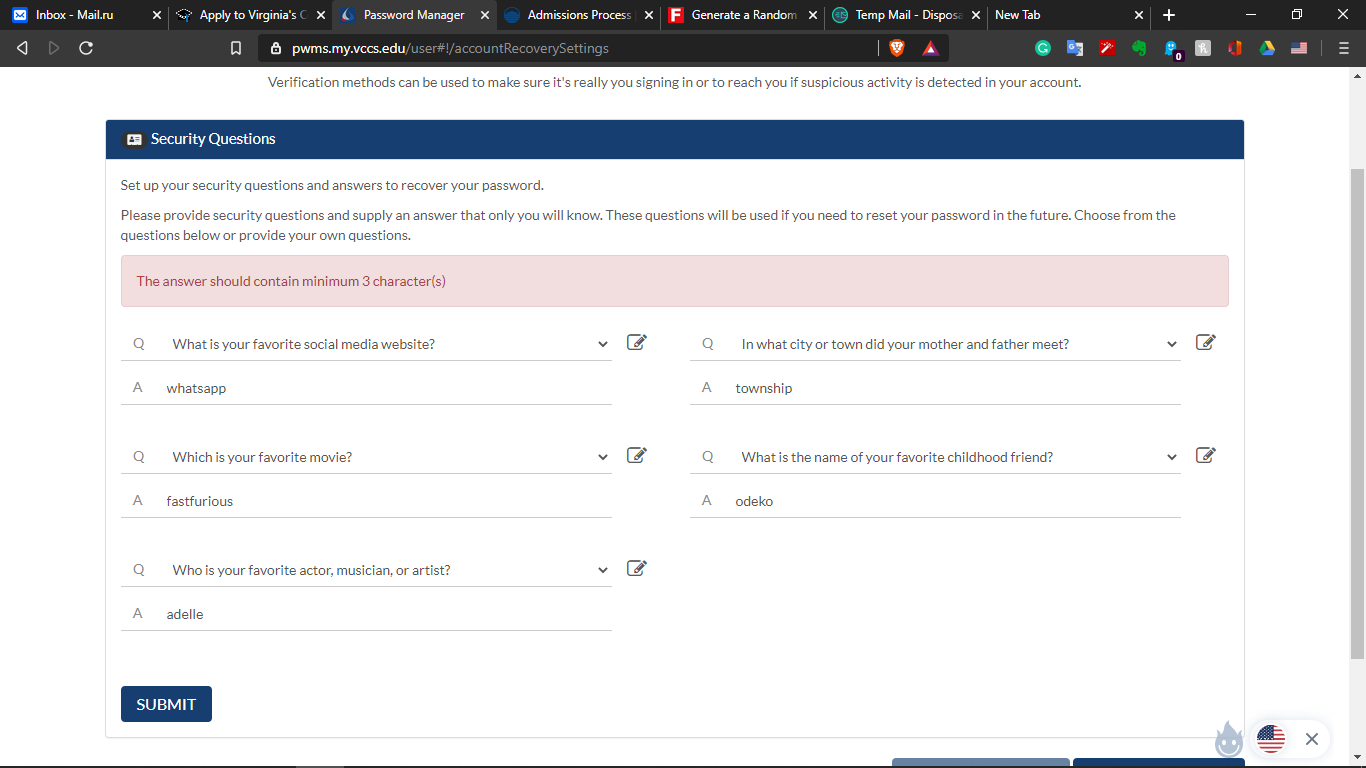 Inbox - Mail.ru
Apply to Virginia's C
Password Manager
Admissions Process
Generate a Random
Temp Mail - Disposa
New Tab
pwms.my.vccs.edu/user#!/accountRecoverySettings
0
Verification methods can be used to make sure it's really you signing in or to reach you if suspicious activity is detected in your account.
Security Questions
Set up your security questions and answers to recover your password.
Please provide security questions and supply an answer that only you will know. These questions will be used if you need to reset your password in the future. Choose from the
questions below or provide your own questions.
The answer should contain minimum 3 character(s)
Q What is your favorite social media website?
A whatsapp
Q In what city or town did your mother and father meet?
A township
Q Which is your favorite movie?
A fastfurious
Q What is the name of your favorite childhood friend?
A odeko
Q Who is your favorite actor, musician, or artist?
A adelle
SUBMIT